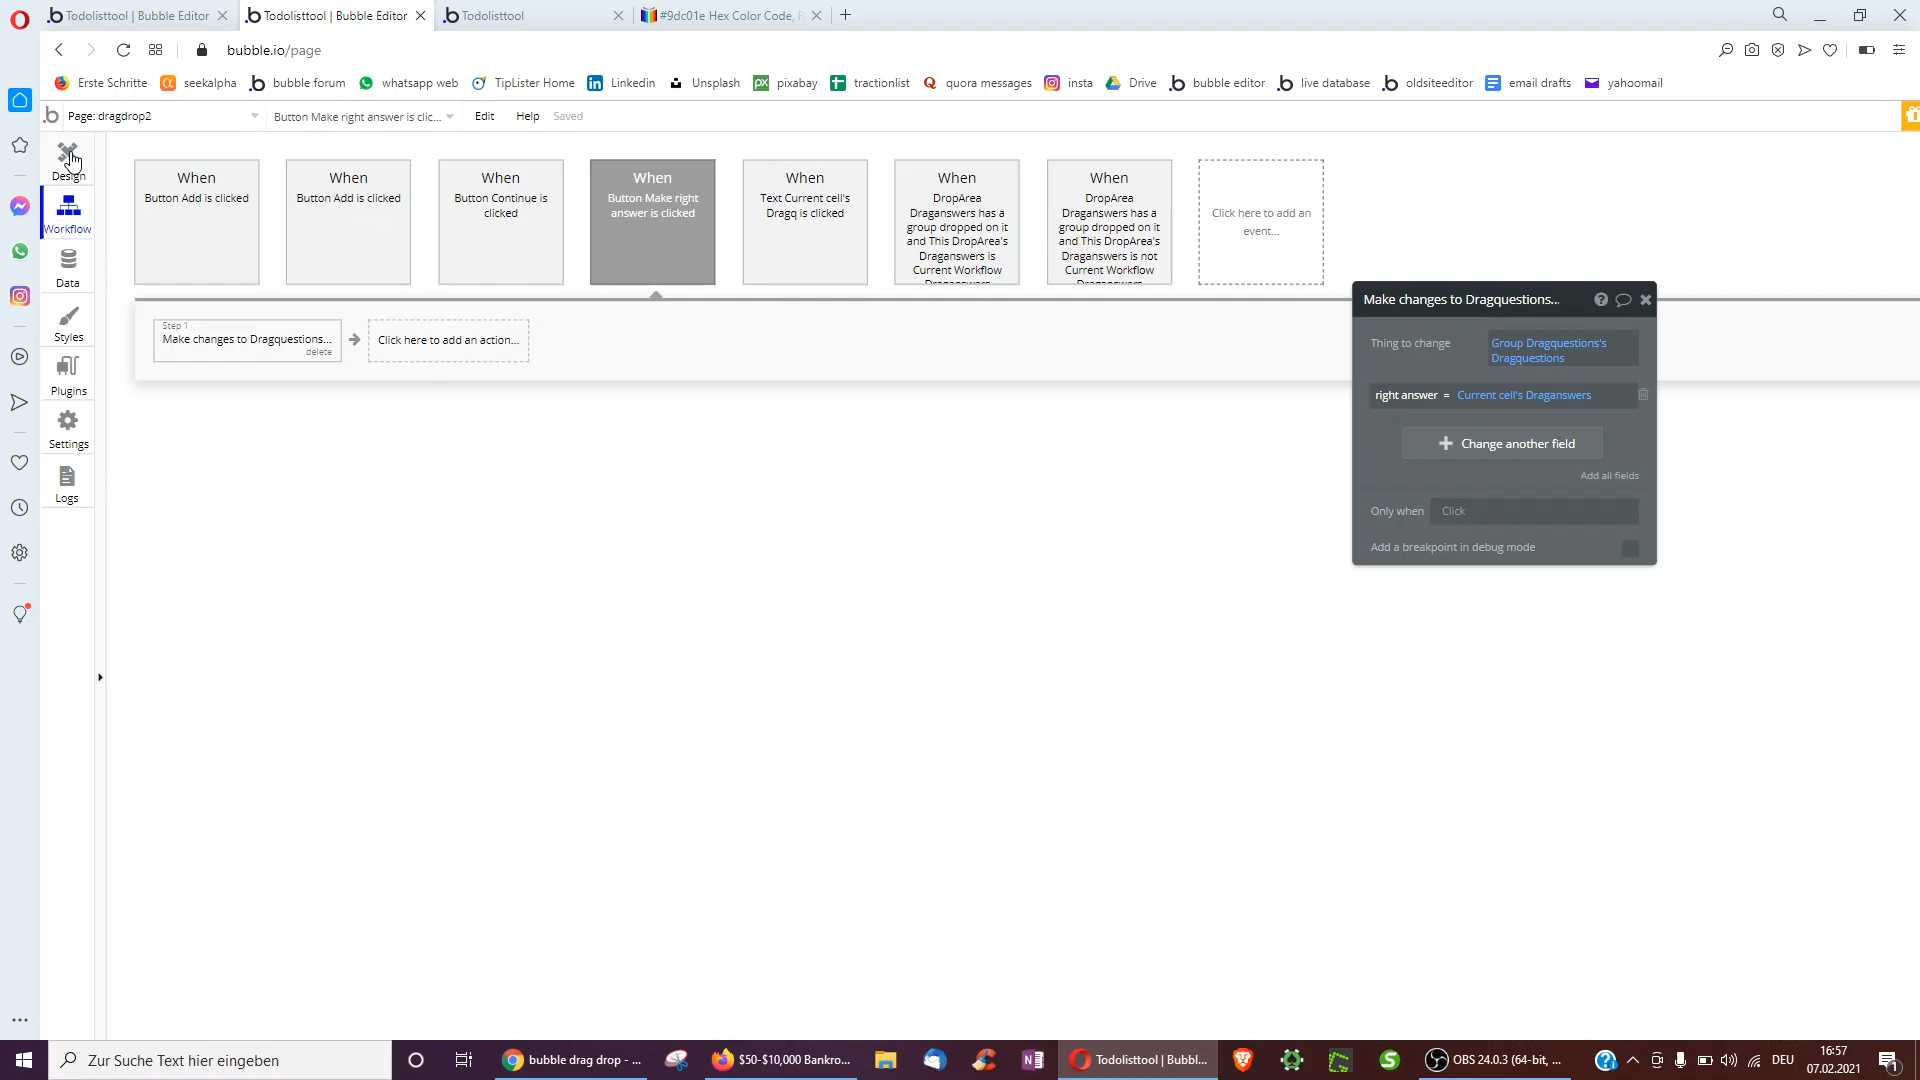 Todolisttool | Bubble Editor
Todolisttool | Bubble Editor
Todolisttool
#9dc01e Hex Color Code,
bubble.io/page
Erste Schritte
seekalpha
bubble forum
whatsapp web
TipLister Home
Linkedin
Unsplash
pixabay
tractionlist
quora messages
insta
Drive
bubble editor
live database
oldsiteeditor
email drafts
yahoomail
Page: dragdrop2
Button Make right answer is clic...
Edit
Help
Saved
Design
Workflow
Data
Styles
Plugins
Settings
Logs
When
Button Add is clicked
When
Button Add is clicked
When
Button Continue is
clicked
When
Button Make right
answer is clicked
When
Text Current cell's
Dragq is clicked
When
DropArea
Draganswers has a
group dropped on it
and This DropArea's
Draganswers is
Current Workflow
When
DropArea
Draganswers has a
group dropped on it
and This DropArea's
Draganswers is not
Current Workflow
Click here to add an
event...
Step 1
Make changes to Dragquestions...
delete
Click here to add an action...
Make changes to Dragquestions...
Thing to change
Group Dragquestions's
Dragquestions
right answer = Current cell's Draganswers
Change another field
Add all fields
Only when
Click
Add a breakpoint in debug mode
Zur Suche Text hier eingeben
bubble drag drop - ...
$50-$10,000 Bankro...
Todolisttool | Bubbl...
OBS 24.0.3 (64-bit, ...
DEU
16:57
07.02.2021
1